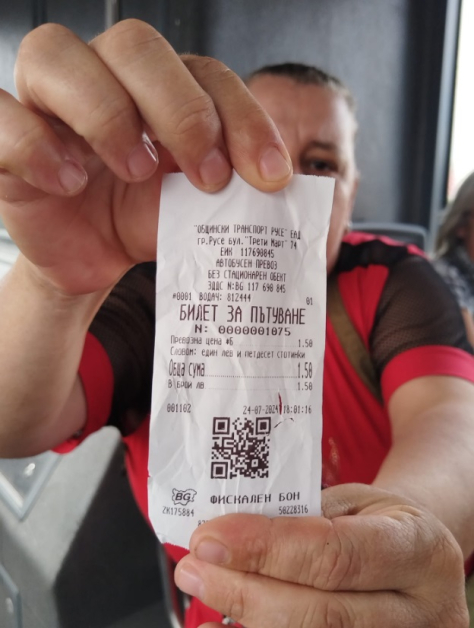 "ОБЩИНСКИ ТРАНСПОРТ РУСЕ" ЕАД
гр.Русе бул."Трети Март" 74
ЕИК 117690845
АВТОБУСЕН ПРЕВОЗ
БЕЗ СТАЦИОНАРЕН ОБЕКТ
ЗДДС N:BG 117 690 845
#0001 ВОДАЧ: 812444 01
БИЛЕТ ЗА ПЪТУВАНЕ
N: 0000001075
Превозна цена #Б 1.50
Словом: един лев и петдесет стотинки
Обща сума 1.50
В БРОИ ЛВ 1.50
001102 24-07-2024 18:01:16
BG ФИСКАЛЕН БОН
ZK175884 50228316